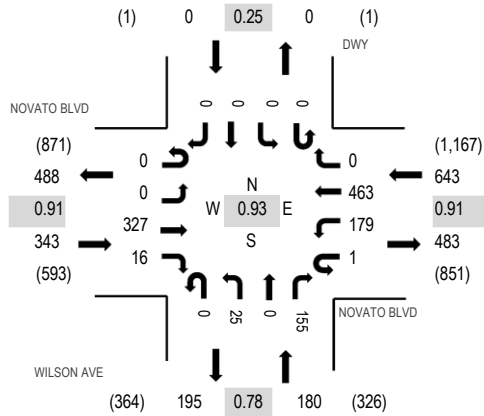 (1) 0 0.25 0 (1)
DWY
NOVATO BLVD
0 0 0 0
(871) (1,167)
488 0 0 643
0.91 0 N 463 0.91
W 0.93 E
343 327 S 179 483
(593) 16 1 (851)
0 25 0 155
NOVATO BLVD
WILSON AVE
(364) 195 0.78 180 (326)